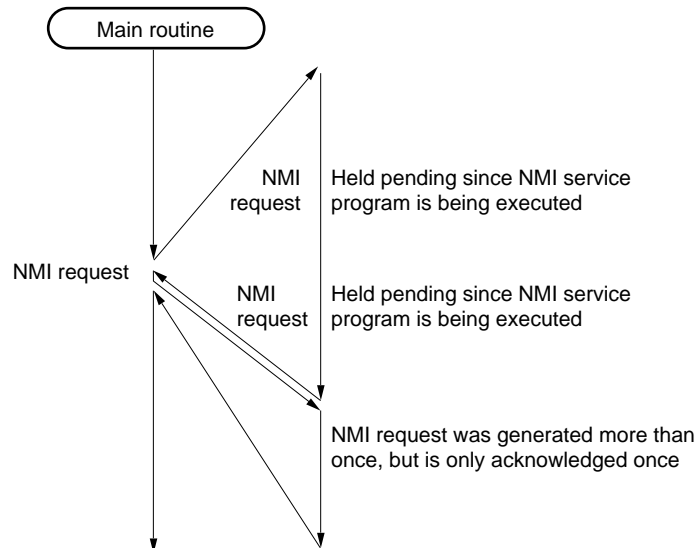 Main routine
NMI
request
Held pending since NMI service
program is being executed
NMI request
NMI
request
Held pending since NMI service
program is being executed
NMI request was generated more than
once, but is only acknowledged once